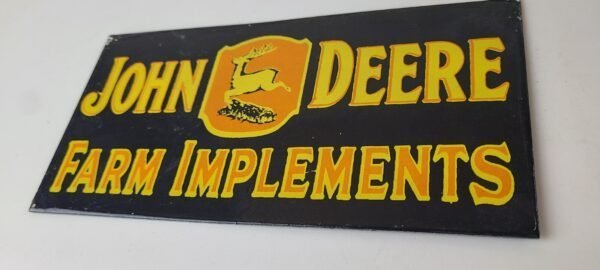 JOHN DEERE
FARM IMPLEMENTS